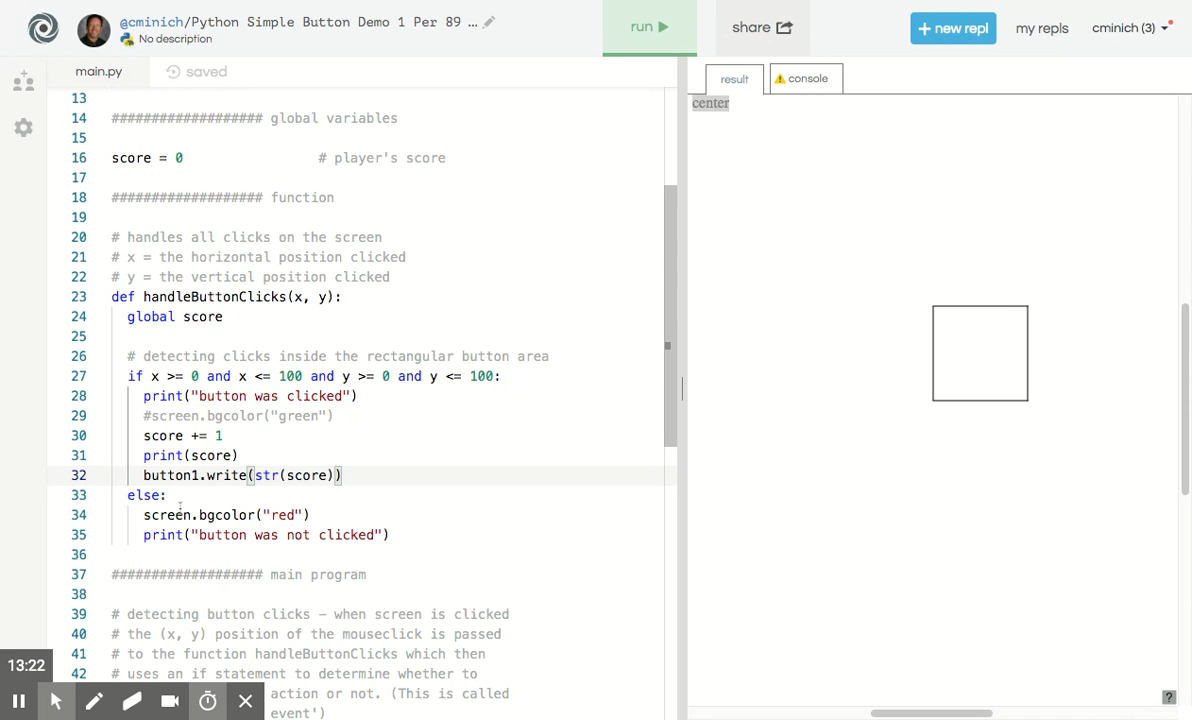 @cminich/Python Simple Button Demo 1 Per 89 ...
No description
run
share
+ new repl
my repls
cminich (3)
main.py
saved
result
console
center
13
14 ################### global variables
15
16 score = 0 # player's score
17
18 ################### function
19
20 # handles all clicks on the screen
21 # x = the horizontal position clicked
22 # y = the vertical position clicked
23 def handleButtonClicks(x, y):
24 global score
25
26 # detecting clicks inside the rectangular button area
27 if x >= 0 and x <= 100 and y >= 0 and y <= 100:
28 print("button was clicked")
29 #screen.bgcolor("green")
30 score += 1
31 print(score)
32 button1.write(str(score))
33 else:
34 screen.bgcolor("red")
35 print("button was not clicked")
36
37 ################### main program
38
39 # detecting button clicks - when screen is clicked
40 # the (x, y) position of the mouseclick is passed
41 # to the function handleButtonClicks which then
42 # uses an if statement to determine whether to
action or not. (This is called
event')
13:22
?